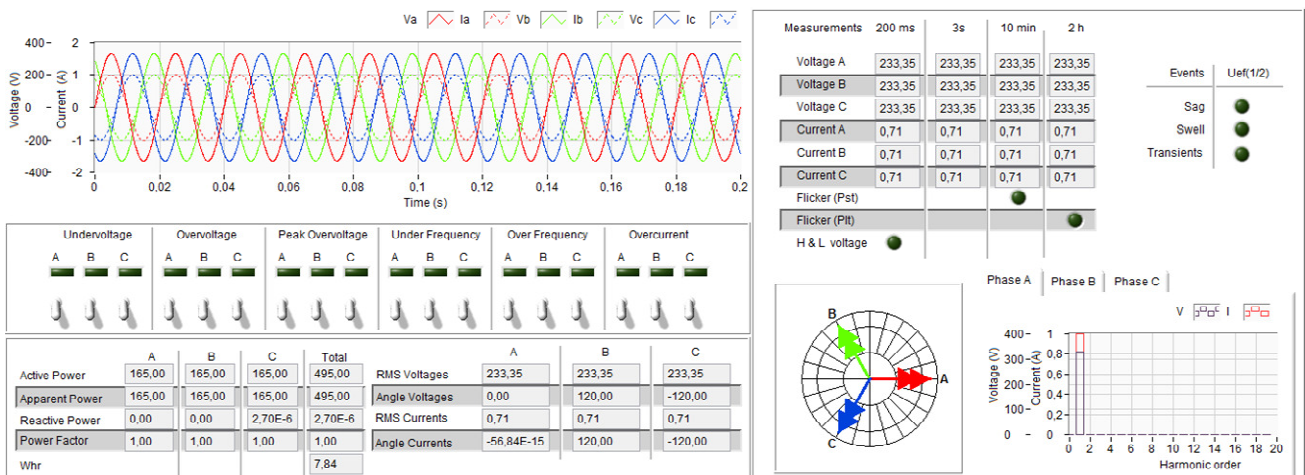 Va Ia Vb Ib Vc Ic
Voltage (V)
Current (A)
400 2
200 1
0 0
-200 -1
-400 -2
0 0,02 0,04 0,06 0,08 0,1 0,12 0,14 0,16 0,18 0,2
Time (s)
Undervoltage Overvoltage Peak Overvoltage Under Frequency Over Frequency Overcurrent
A B C A B C A B C A B C A B C A B C
A B C Total
Active Power 165,00 165,00 165,00 495,00
Apparent Power 165,00 165,00 165,00 495,00
Reactive Power 0,00 0,00 2,70E-6 2,70E-6
Power Factor 1,00 1,00 1,00 1,00
Whr 7,84
A B C
RMS Voltages 233,35 233,35 233,35
Angle Voltages 0,00 120,00 -120,00
RMS Currents 0,71 0,71 0,71
Angle Currents -56,84E-15 120,00 -120,00
Measurements 200 ms 3s 10 min 2 h
Voltage A 233,35 233,35 233,35 233,35
Voltage B 233,35 233,35 233,35 233,35
Voltage C 233,35 233,35 233,35 233,35
Current A 0,71 0,71 0,71 0,71
Current B 0,71 0,71 0,71 0,71
Current C 0,71 0,71 0,71 0,71
Flicker (Pst)
Flicker (Plt)
H & L voltage
Events Uef(1/2)
Sag
Swell
Transients
B
A
C
Phase A Phase B Phase C
V I
Voltage (V)
Current (A)
400 1
300 0,8
200 0,6
0,4
100 0,2
0 0
0 2 4 6 8 10 12 14 16 18 20
Harmonic order